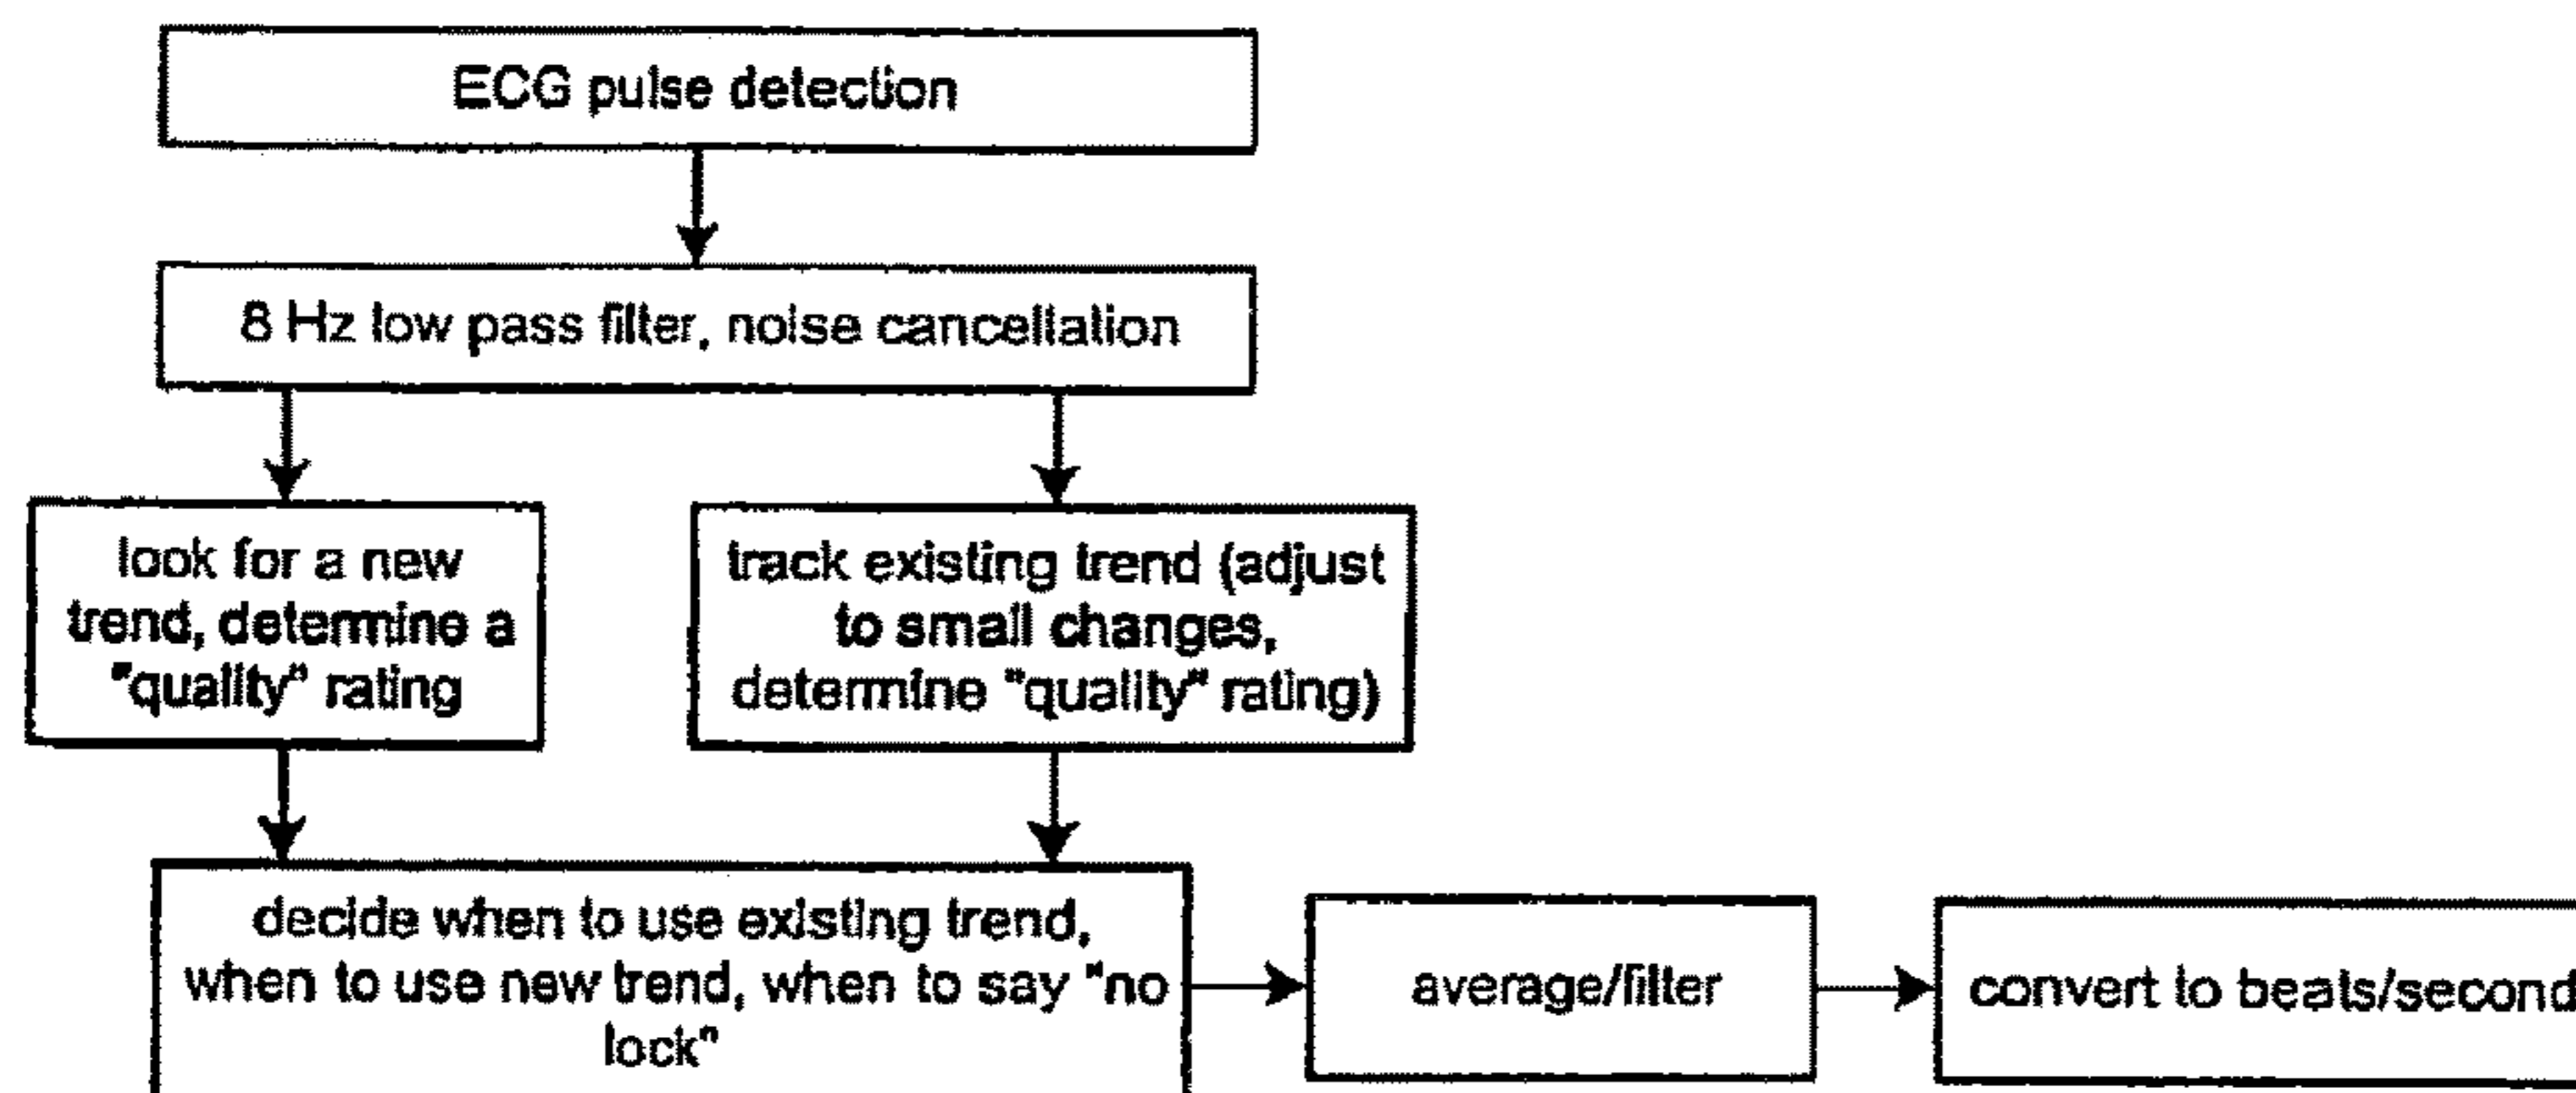 ECG pulse detection
8 Hz low pass filter, noise cancellation
look for a new
trend, determine a
"quality" rating
track existing trend (adjust
to small changes,
determine "quality" rating)
decide when to use existing trend,
when to use new trend, when to say "no
lock"
average/filter
convert to beats/second